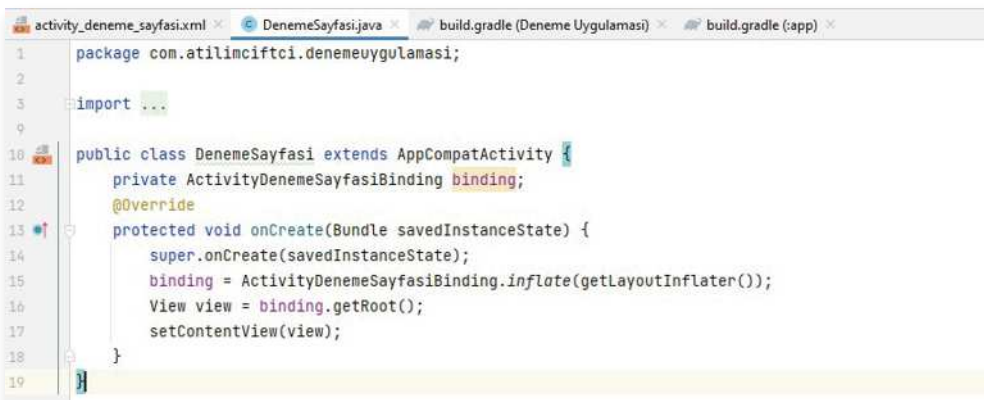 activity_deneme_sayfasi.xml DenemeSayfasi.java build.gradle (Deneme Uygulamasi) build.gradle (:app)
1 package com.atilimciftci.denemeuygulamasi;
2
3 import ...
9
10 public class DenemeSayfasi extends AppCompatActivity {
11 private ActivityDenemeSayfasiBinding binding;
12 @Override
13 protected void onCreate(Bundle savedInstanceState) {
14 super.onCreate(savedInstanceState);
15 binding = ActivityDenemeSayfasiBinding.inflate(getLayoutInflater());
16 View view = binding.getRoot();
17 setContentView(view);
18 }
19 }